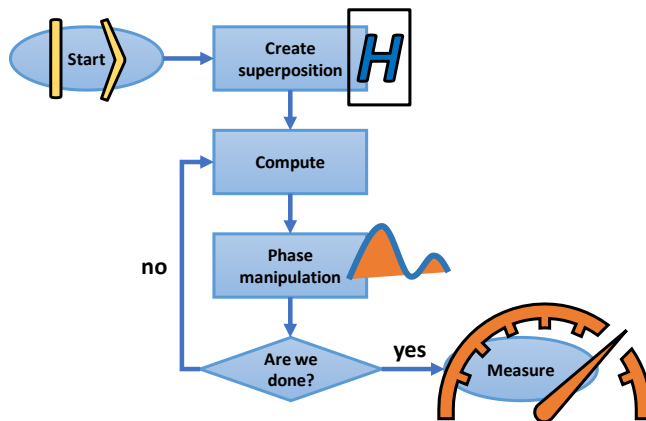 Start
Create
superposition
H
Compute
Phase
manipulation
no
Are we
done?
yes
Measure